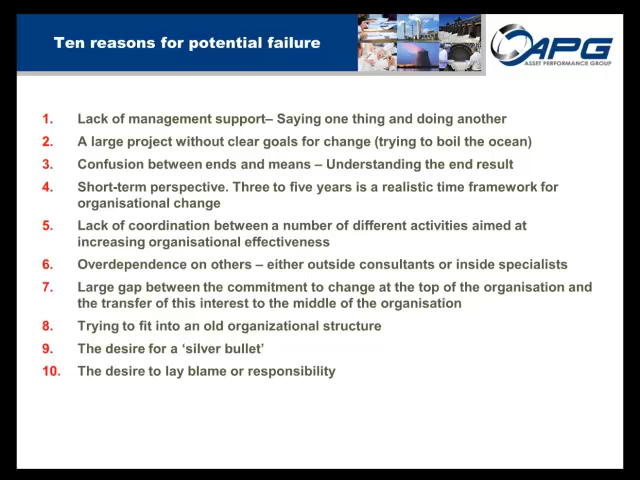 Ten reasons for potential failure
APG
ASSET PERFORMANCE GROUP
1. Lack of management support– Saying one thing and doing another
2. A large project without clear goals for change (trying to boil the ocean)
3. Confusion between ends and means – Understanding the end result
4. Short-term perspective. Three to five years is a realistic time framework for
organisational change
5. Lack of coordination between a number of different activities aimed at
increasing organisational effectiveness
6. Overdependence on others – either outside consultants or inside specialists
7. Large gap between the commitment to change at the top of the organisation and
the transfer of this interest to the middle of the organisation
8. Trying to fit into an old organizational structure
9. The desire for a ‘silver bullet’
10. The desire to lay blame or responsibility